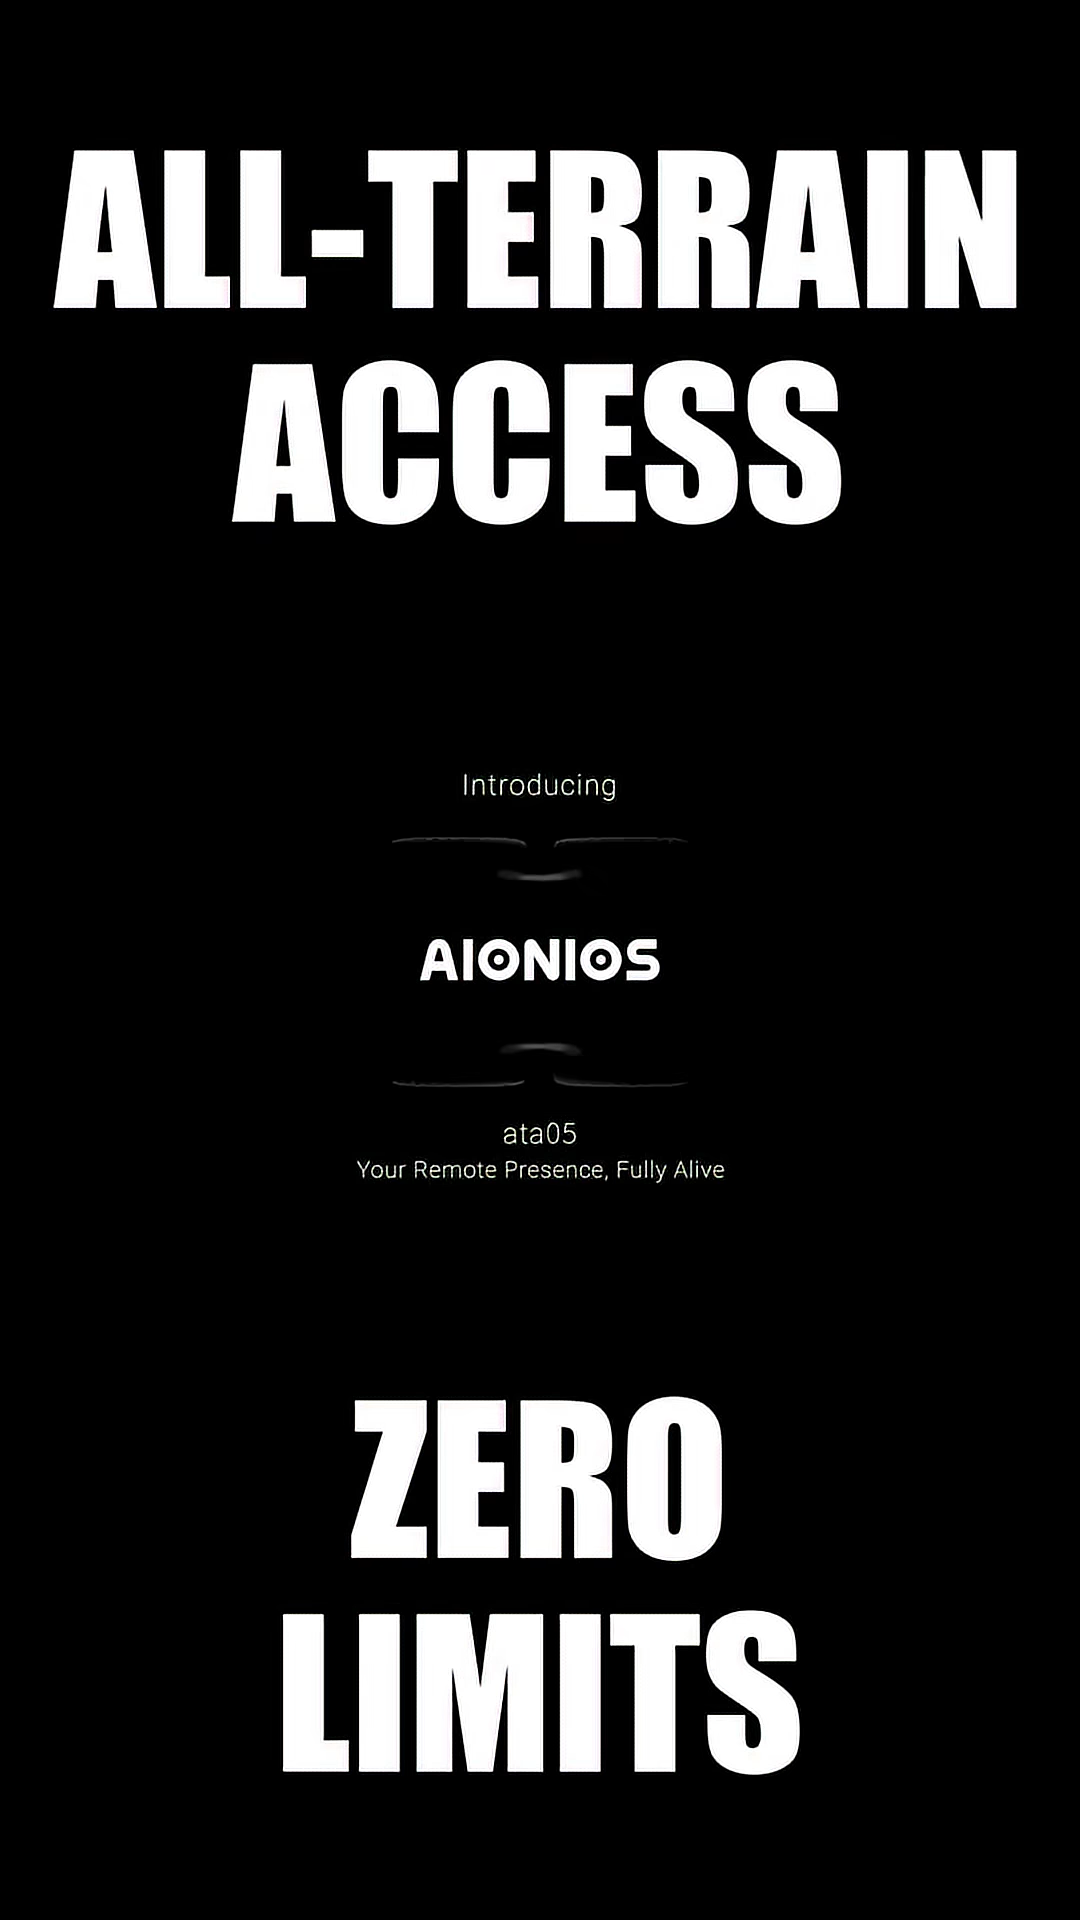 ALL-TERRAIN
ACCESS
Introducing
AIONIOS
ata05
Your Remote Presence, Fully Alive
ZERO
LIMITS